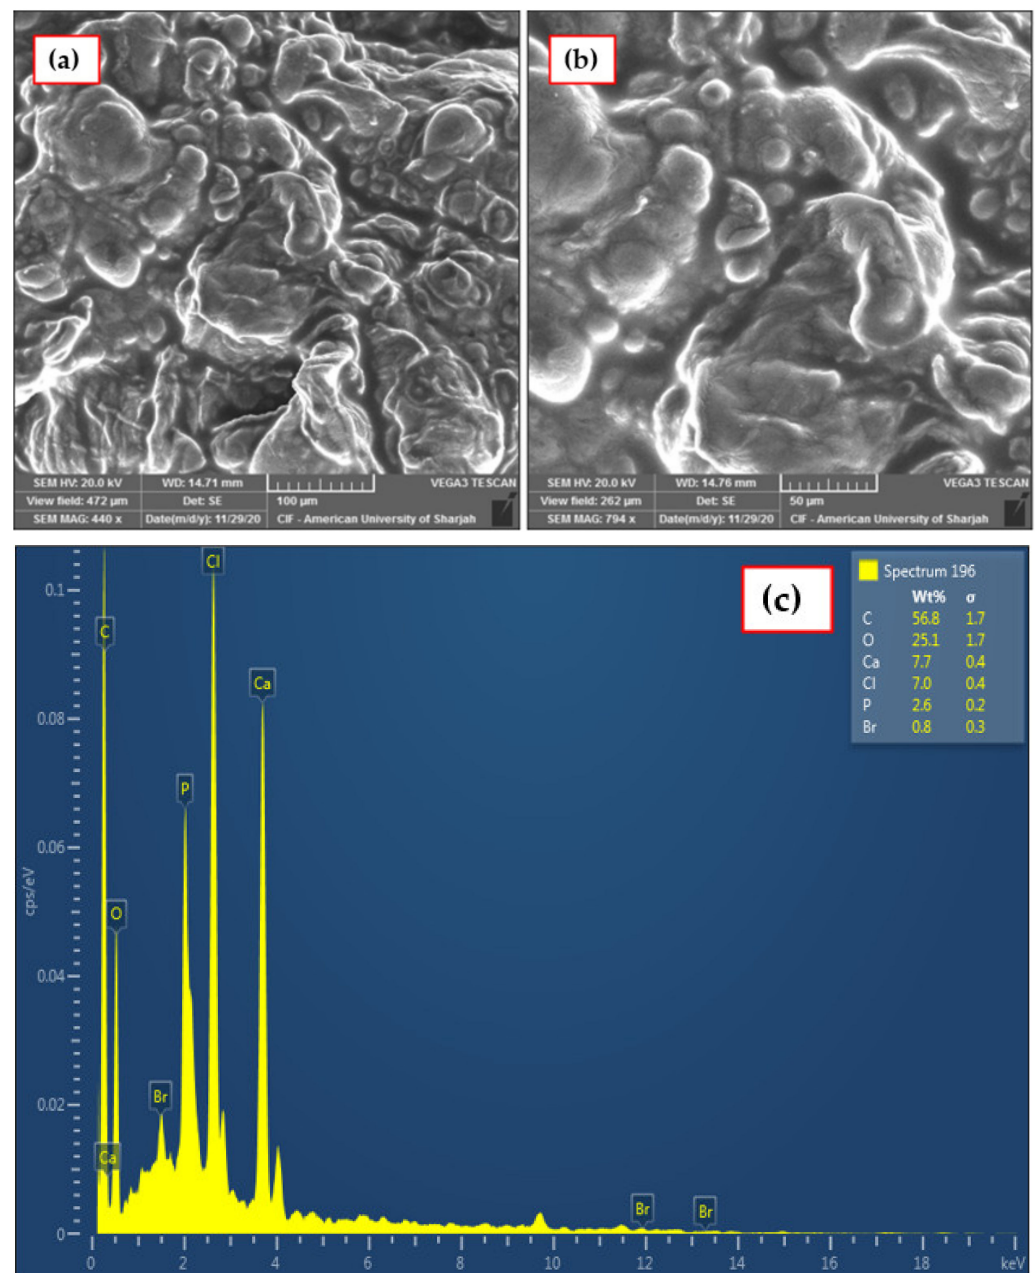 (a)
SEM HV: 20.0 kV WD: 14.71 mm VEGA3 TESCAN
View field: 472 µm Det: SE 100 µm
SEM MAG: 440 x Date(m/d/y): 11/29/20 CIF - American University of Sharjah
(b)
SEM HV: 20.0 kV WD: 14.76 mm VEGA3 TESCAN
View field: 262 µm Det: SE 50 µm
SEM MAG: 794 x Date(m/d/y): 11/29/20 CIF - American University of Sharjah
(c)
Spectrum 196
Wt% σ
C 56.8 1.7
O 25.1 1.7
Ca 7.7 0.4
Cl 7.0 0.4
P 2.6 0.2
Br 0.8 0.3
Cl
C
Ca
P
O
Br
Ca
Br
Br
cps/eV
0.1
0.08
0.06
0.04
0.02
0
0 2 4 6 8 10 12 14 16 18 keV